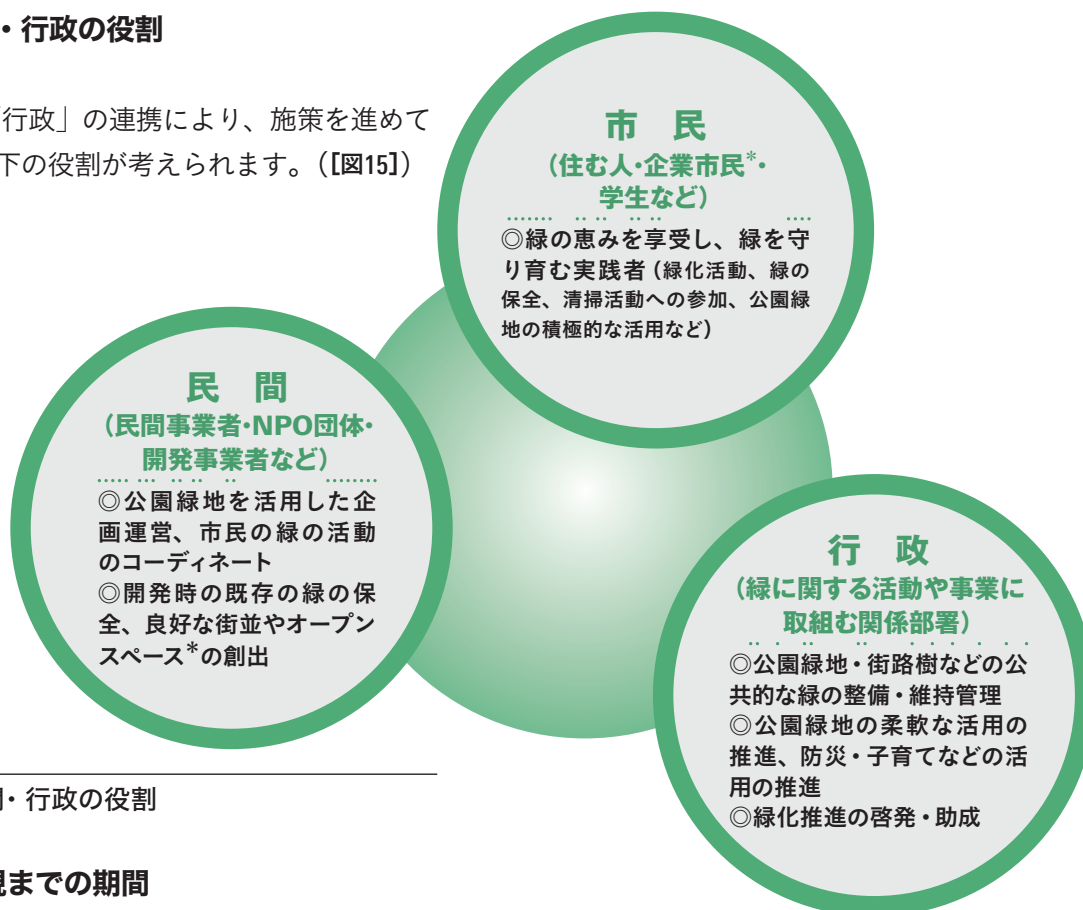 ・行政の役割
行政」の連携により、施策を進めて
下の役割が考えられます。([図15])
市 民
(住む人・企業市民*・
学生など)
◎緑の恵みを享受し、緑を守
り育む実践者(緑化活動、緑の
保全、清掃活動への参加、公園緑
地の積極的な活用など)
民 間
(民間事業者・NPO団体・
開発事業者など)
◎公園緑地を活用した企
画運営、市民の緑の活動
のコーディネート
◎開発時の既存の緑の保
全、良好な街並やオープン
スペース*の創出
行 政
(緑に関する活動や事業に
取組む関係部署)
◎公園緑地・街路樹などの公
共的な緑の整備・維持管理
◎公園緑地の柔軟な活用の
推進、防災・子育てなどの活
用の推進
◎緑化推進の啓発・助成
・行政の役割
までの期間